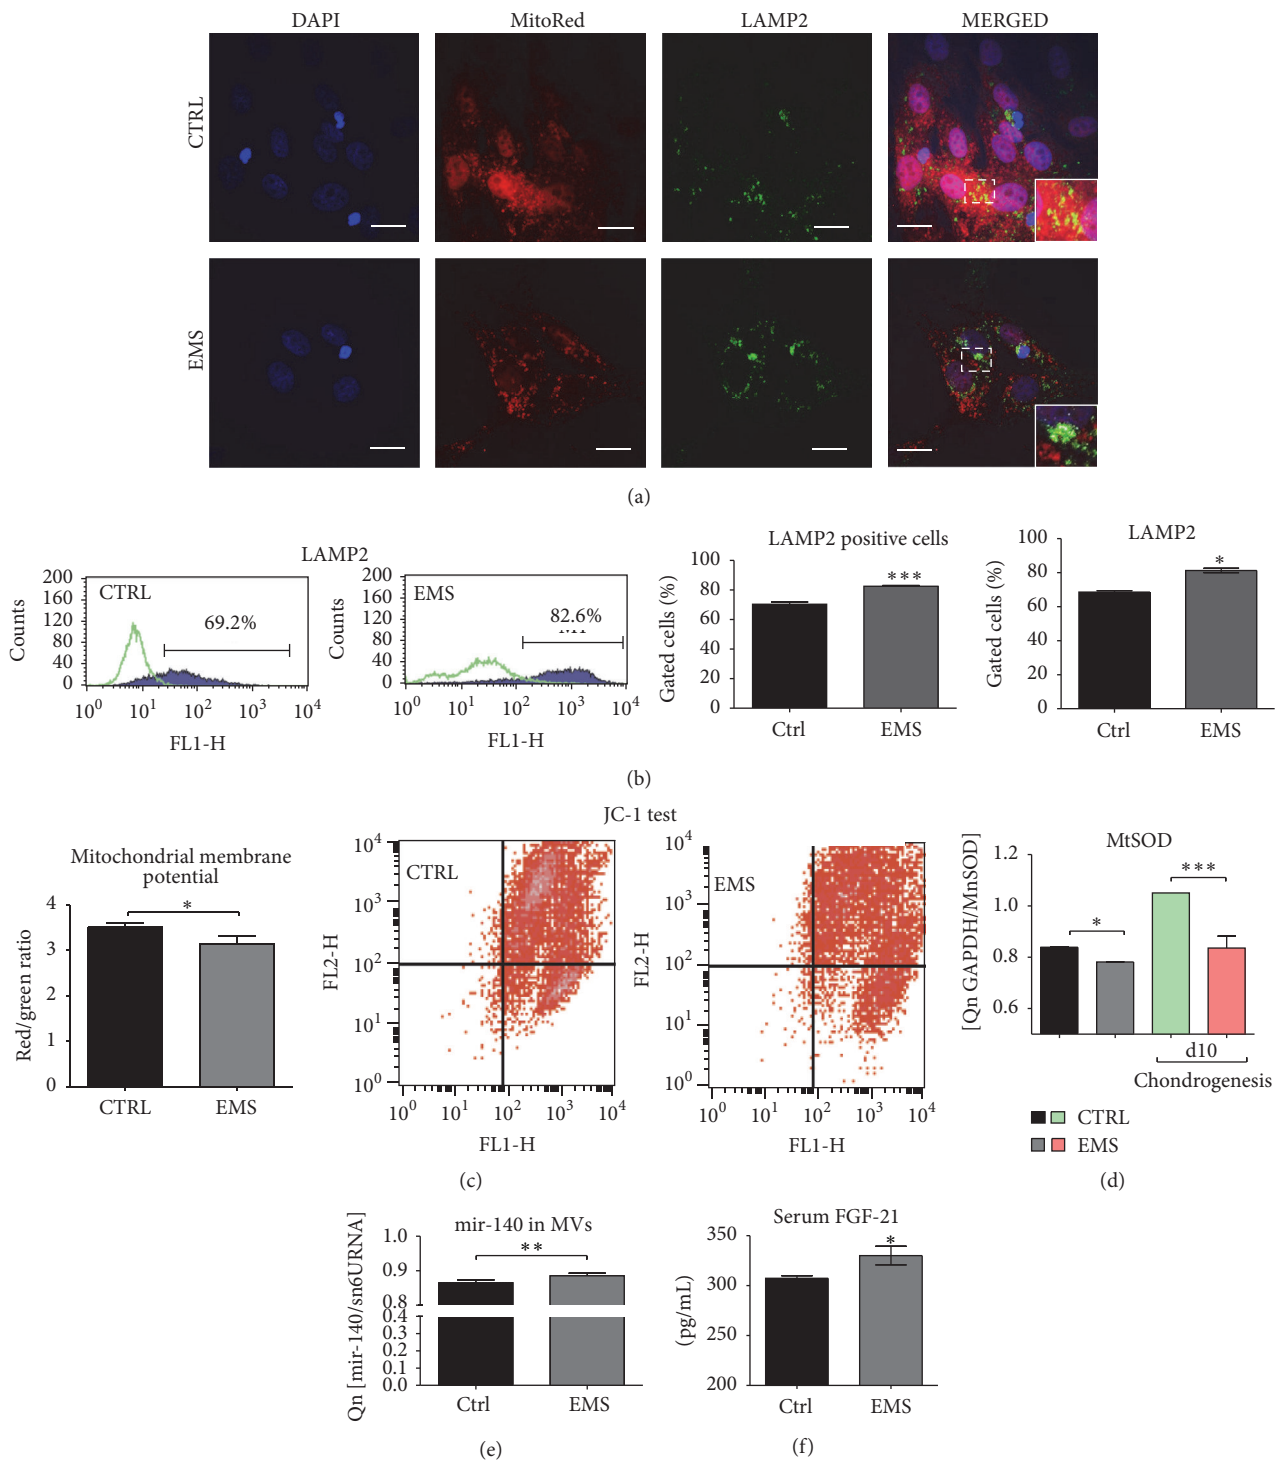 DAPI MitoRed LAMP2 MERGED
CTRL
EMS
(a)
LAMP2
200
160
120
80
40
0
Counts
CTRL
69.2%
10^0 10^1 10^2 10^3 10^4
FL1-H
200
160
120
80
40
0
Counts
EMS
82.6%
10^0 10^1 10^2 10^3 10^4
FL1-H
LAMP2 positive cells
100
80
60
40
20
0
Gated cells (%)
***
Ctrl EMS
LAMP2
100
80
60
40
20
0
Gated cells (%)
*
Ctrl EMS
(b)
Mitochondrial membrane
potential
4
3
2
1
0
Red/green ratio
*
CTRL EMS
JC-1 test
10^4
10^3
10^2
10^1
10^0
FL2-H
CTRL
10^0 10^1 10^2 10^3 10^4
FL1-H
10^4
10^3
10^2
10^1
10^0
FL2-H
EMS
10^0 10^1 10^2 10^3 10^4
FL1-H
(c)
MtSOD
1.2
1.0
0.8
0.6
[Qn GAPDH/MnSOD]
*
***
d10
Chondrogenesis
CTRL
EMS
(d)
mir-140 in MVs
1.0
0.9
0.8
0.4
0.3
0.2
0.1
0.0
Qn [mir-140/sn6URNA]
**
Ctrl EMS
(e)
Serum FGF-21
350
300
250
200
(pg/mL)
*
Ctrl EMS
(f)